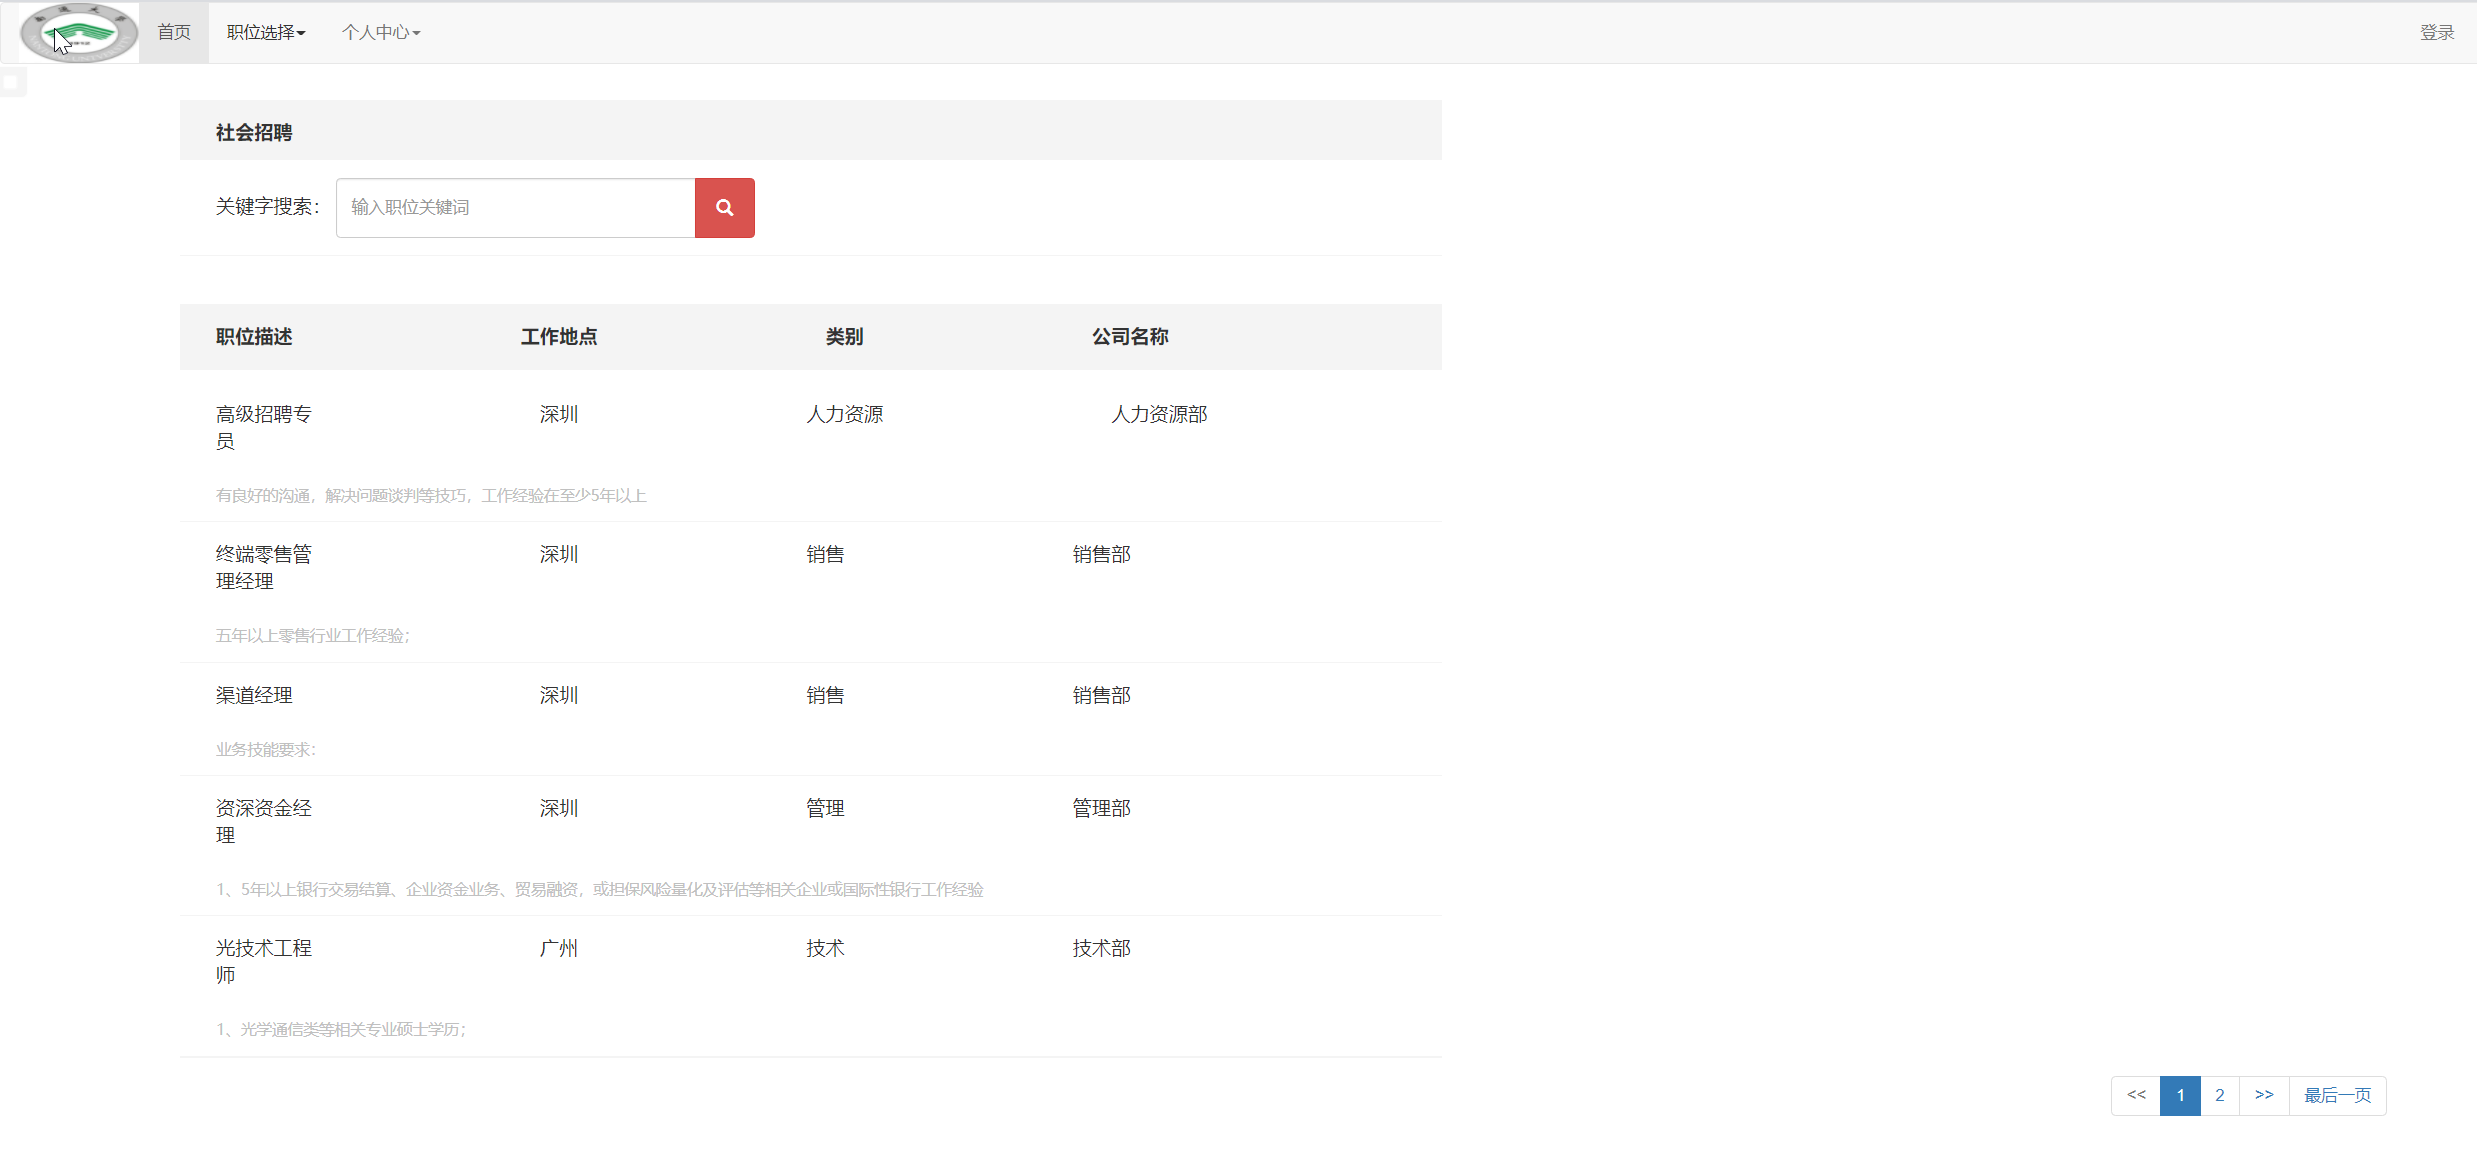 首页 职位选择 个人中心 登录
社会招聘
关键字搜索： 输入职位关键词
职位描述 工作地点 类别 公司名称
高级招聘专 深圳 人力资源 人力资源部
员
有良好的沟通，解决问题谈判等技巧，工作经验在至少5年以上
终端零售管 深圳 销售 销售部
理经理
五年以上零售行业工作经验；
渠道经理 深圳 销售 销售部
业务技能要求：
资深资金经 深圳 管理 管理部
理
1、5年以上银行交易结算、企业资金业务、贸易融资，或担保风险量化及评估等相关企业或国际性银行工作经验
光技术工程 广州 技术 技术部
师
1、光学通信类等相关专业硕士学历；
<< 1 2 >> 最后一页